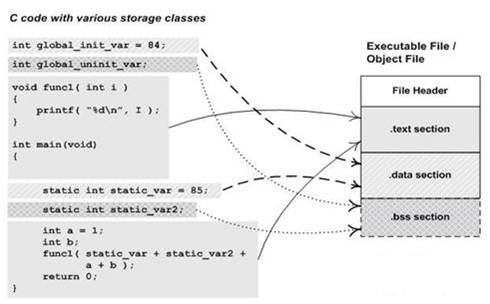 C code with various storage classes
int global_init_var = 84;
int global_uninit_var;
void func1( int i )
{
printf( "%d\n", I );
}
int main(void)
{
static int static_var = 85;
static int static_var2;
int a = 1;
int b;
func1( static_var + static_var2 +
a + b );
return 0;
}
Executable File /
Object File
File Header
.text section
.data section
.bss section